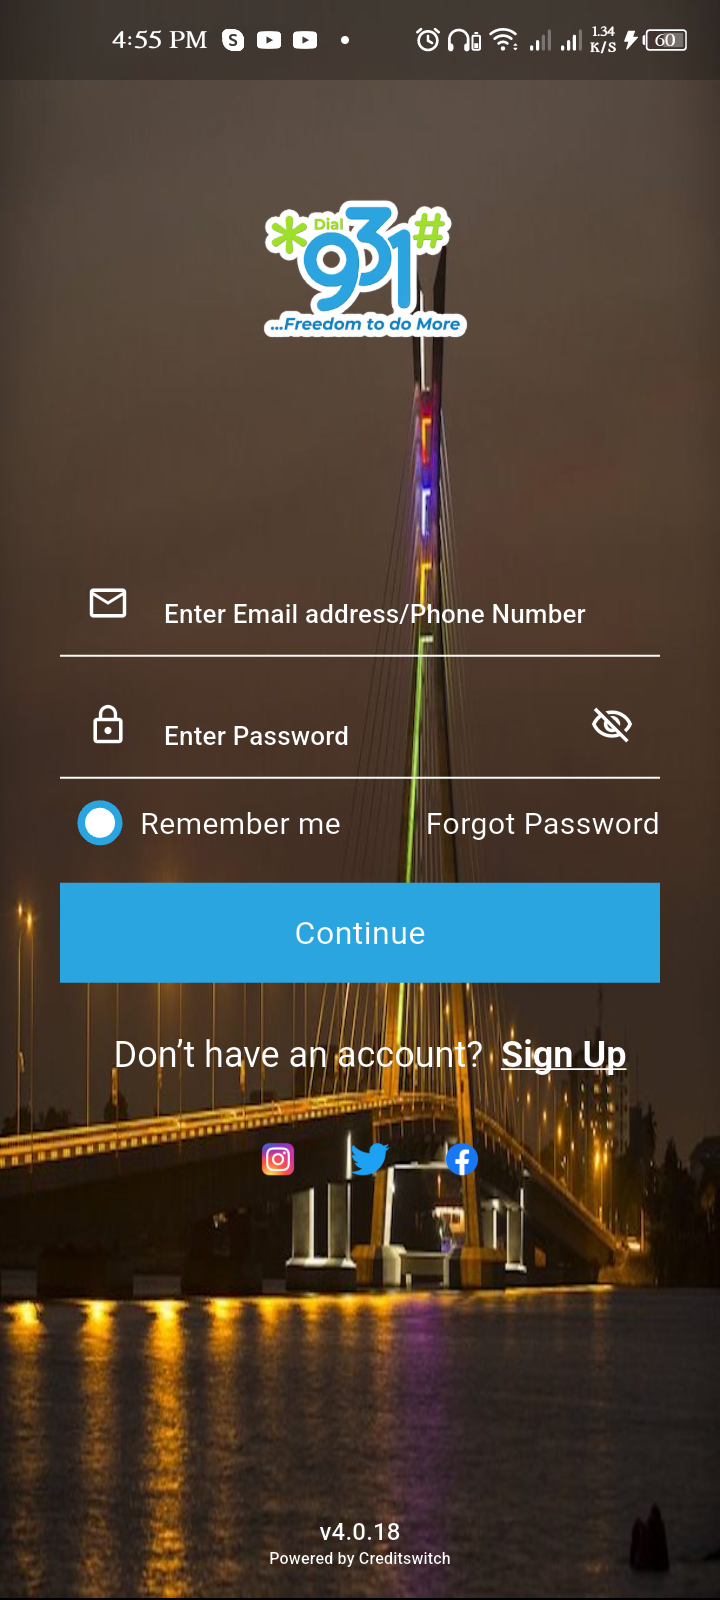 4:55 PM
1.34
K/S
60
*Dial 931#
...Freedom to do More
Enter Email address/Phone Number
Enter Password
Remember me Forgot Password
Continue
Don’t have an account? Sign Up
v4.0.18
Powered by Creditswitch